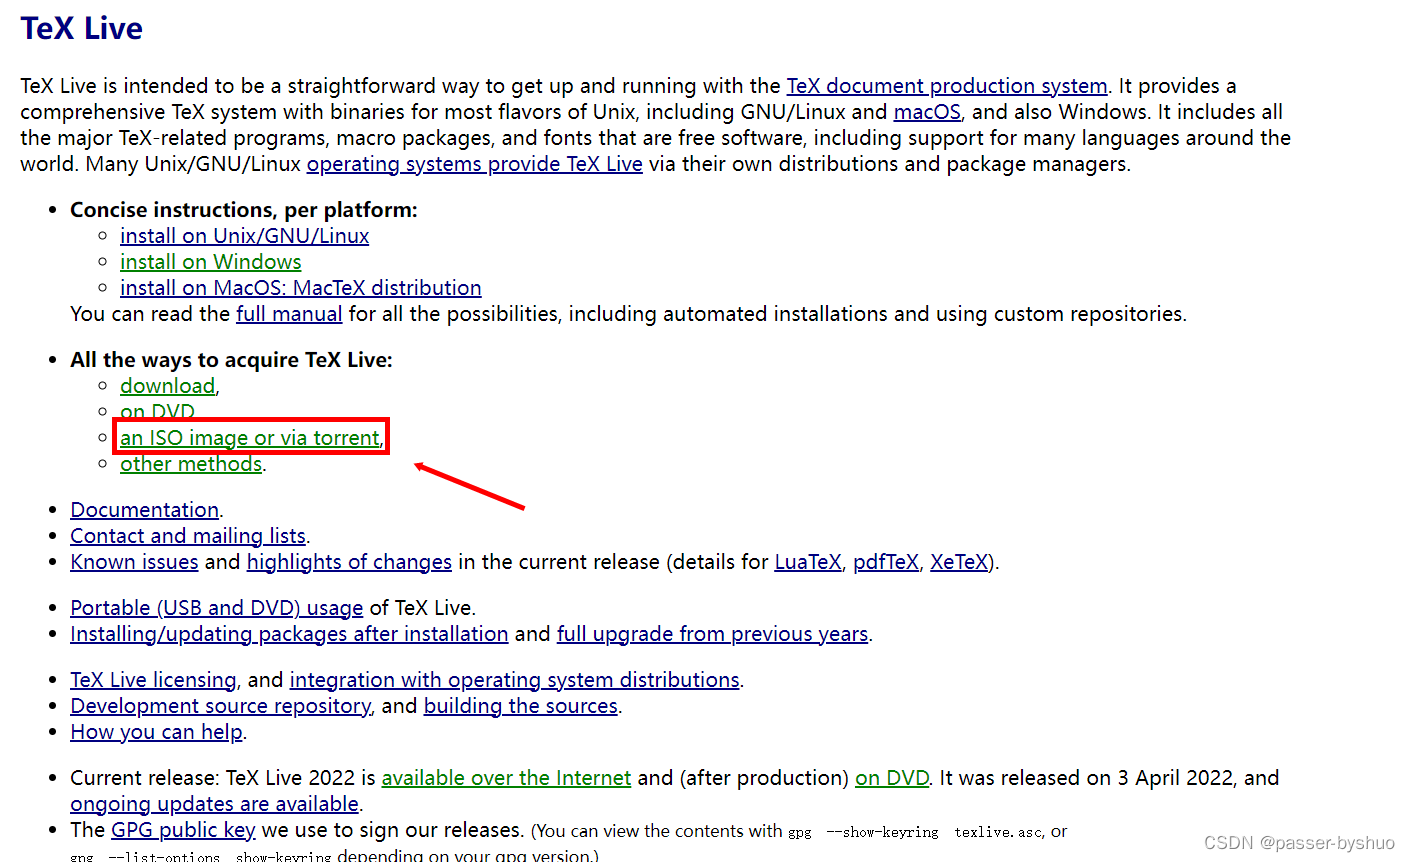 TeX Live
TeX Live is intended to be a straightforward way to get up and running with the TeX document production system. It provides a
comprehensive TeX system with binaries for most flavors of Unix, including GNU/Linux and macOS, and also Windows. It includes all
the major TeX-related programs, macro packages, and fonts that are free software, including support for many languages around the
world. Many Unix/GNU/Linux operating systems provide TeX Live via their own distributions and package managers.
Concise instructions, per platform:
install on Unix/GNU/Linux
install on Windows
install on MacOS: MacTeX distribution
You can read the full manual for all the possibilities, including automated installations and using custom repositories.
All the ways to acquire TeX Live:
download,
on DVD
an ISO image or via torrent,
other methods.
Documentation.
Contact and mailing lists.
Known issues and highlights of changes in the current release (details for LuaTeX, pdfTeX, XeTeX).
Portable (USB and DVD) usage of TeX Live.
Installing/updating packages after installation and full upgrade from previous years.
TeX Live licensing, and integration with operating system distributions.
Development source repository, and building the sources.
How you can help.
Current release: TeX Live 2022 is available over the Internet and (after production) on DVD. It was released on 3 April 2022, and
ongoing updates are available.
The GPG public key we use to sign our releases. (You can view the contents with gpg --show-keyring texlive.asc, or
gpg --list-options show-keyring depending on your gpg version.)
CSDN @passer-byshuo